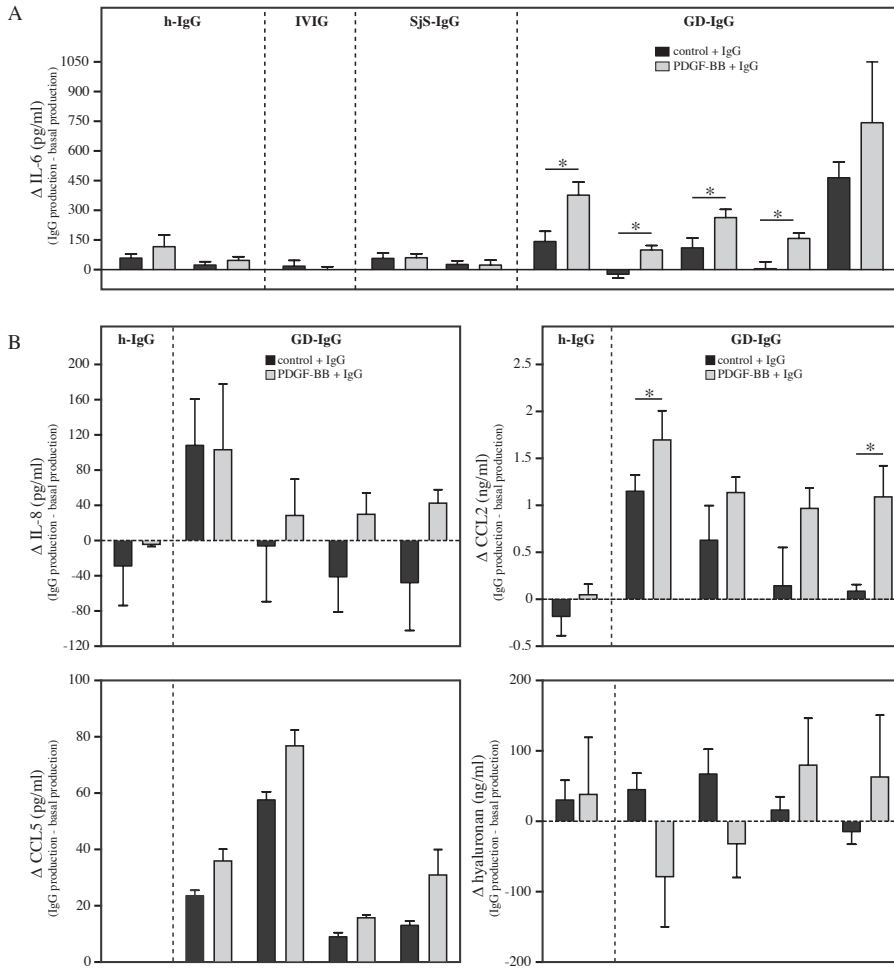 A
h-IgG IVIG SjS-IgG GD-IgG
control + IgG
PDGF-BB + IgG
Δ IL-6 (pg/ml)
(IgG production - basal production)
1050
900
750
600
450
300
150
0
* * * *
B
h-IgG GD-IgG
control + IgG
PDGF-BB + IgG
Δ IL-8 (pg/ml)
(IgG production - basal production)
200
160
120
80
40
0
-40
-80
-120
h-IgG GD-IgG
control + IgG
PDGF-BB + IgG
Δ CCL2 (ng/ml)
(IgG production - basal production)
2.5
2
1.5
1
0.5
0
-0.5
* *
Δ CCL5 (pg/ml)
(IgG production - basal production)
100
80
60
40
20
0
Δ hyaluronan (ng/ml)
(IgG production - basal production)
200
100
0
-100
-200